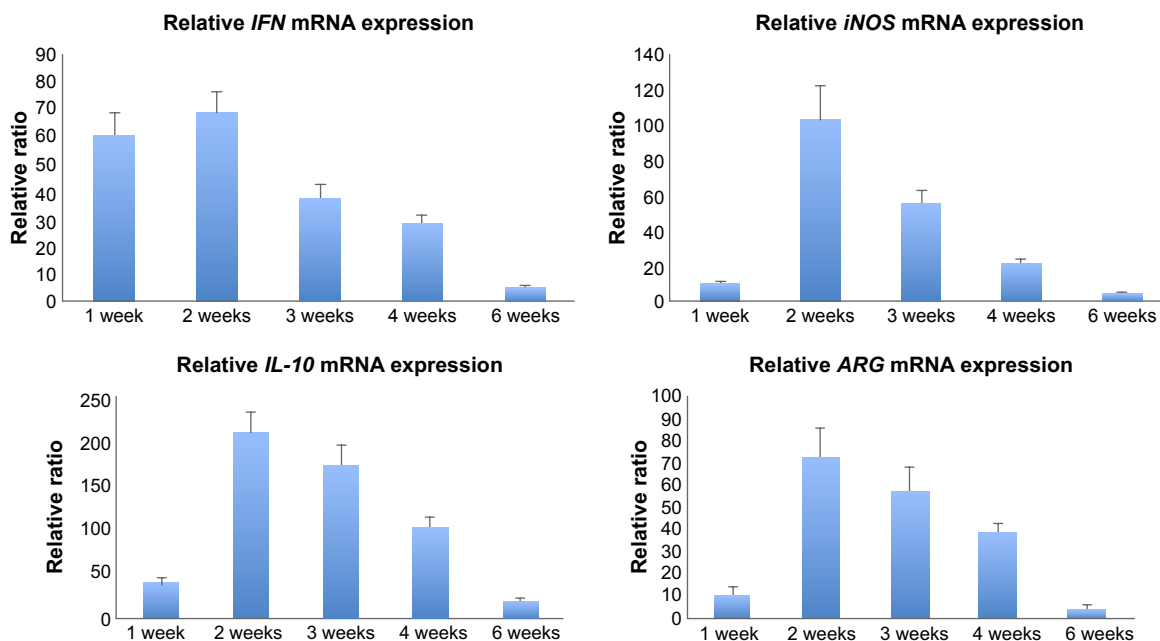 Relative IFN mRNA expression
Relative ratio
90
80
70
60
50
40
30
20
10
0
1 week 2 weeks 3 weeks 4 weeks 6 weeks
Relative iNOS mRNA expression
Relative ratio
140
120
100
80
60
40
20
0
1 week 2 weeks 3 weeks 4 weeks 6 weeks
Relative IL-10 mRNA expression
Relative ratio
250
200
150
100
50
0
1 week 2 weeks 3 weeks 4 weeks 6 weeks
Relative ARG mRNA expression
Relative ratio
100
90
80
70
60
50
40
30
20
10
0
1 week 2 weeks 3 weeks 4 weeks 6 weeks